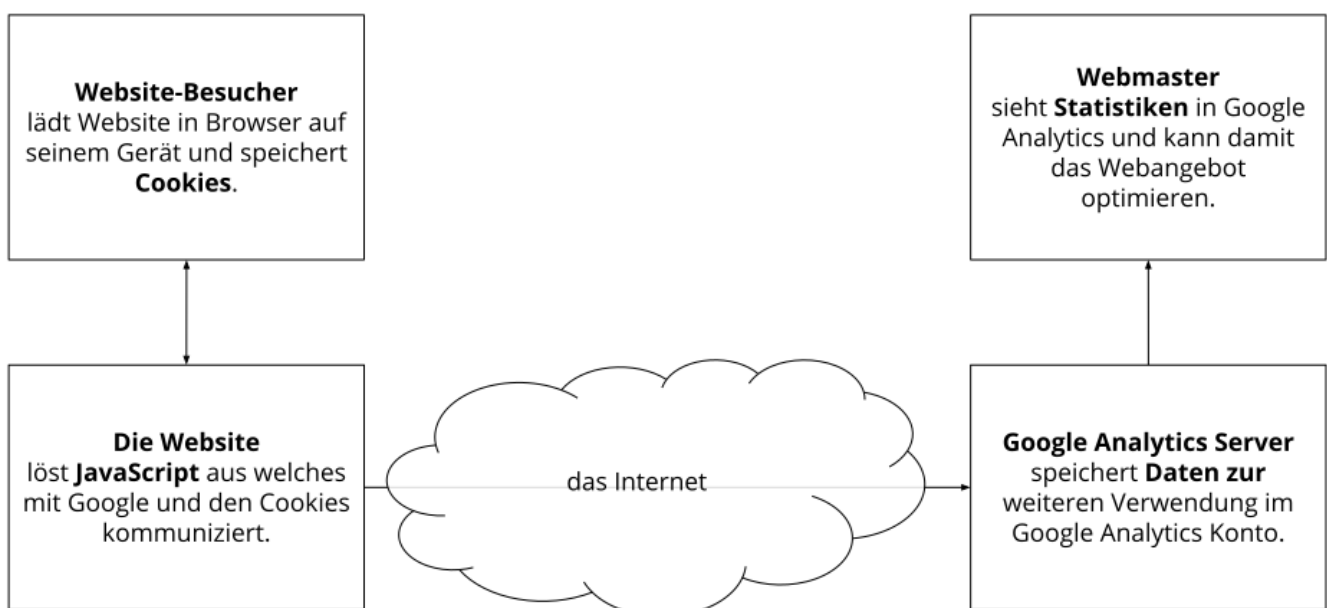 Website-Besucher
lädt Website in Browser auf
seinem Gerät und speichert
Cookies.
Webmaster
sieht Statistiken in Google
Analytics und kann damit
das Webangebot
optimieren.
Die Website
löst JavaScript aus welches
mit Google und den Cookies
kommuniziert.
das Internet
Google Analytics Server
speichert Daten zur
weiteren Verwendung im
Google Analytics Konto.